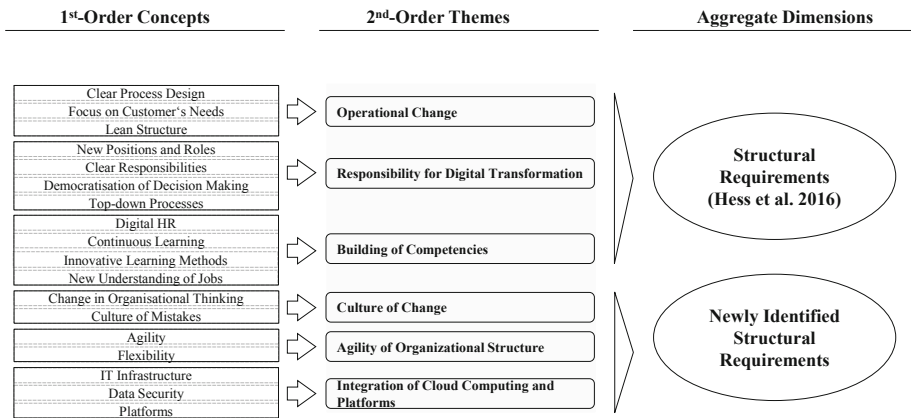 1st-Order Concepts
2nd-Order Themes
Aggregate Dimensions
Clear Process Design
Focus on Customer‘s Needs
Lean Structure
Operational Change
New Positions and Roles
Clear Responsibilities
Democratisation of Decision Making
Top-down Processes
Responsibility for Digital Transformation
Digital HR
Continuous Learning
Innovative Learning Methods
New Understanding of Jobs
Building of Competencies
Structural
Requirements
(Hess et al. 2016)
Change in Organisational Thinking
Culture of Mistakes
Culture of Change
Agility
Flexibility
Agility of Organizational Structure
IT Infrastructure
Data Security
Platforms
Integration of Cloud Computing and
Platforms
Newly Identified
Structural
Requirements